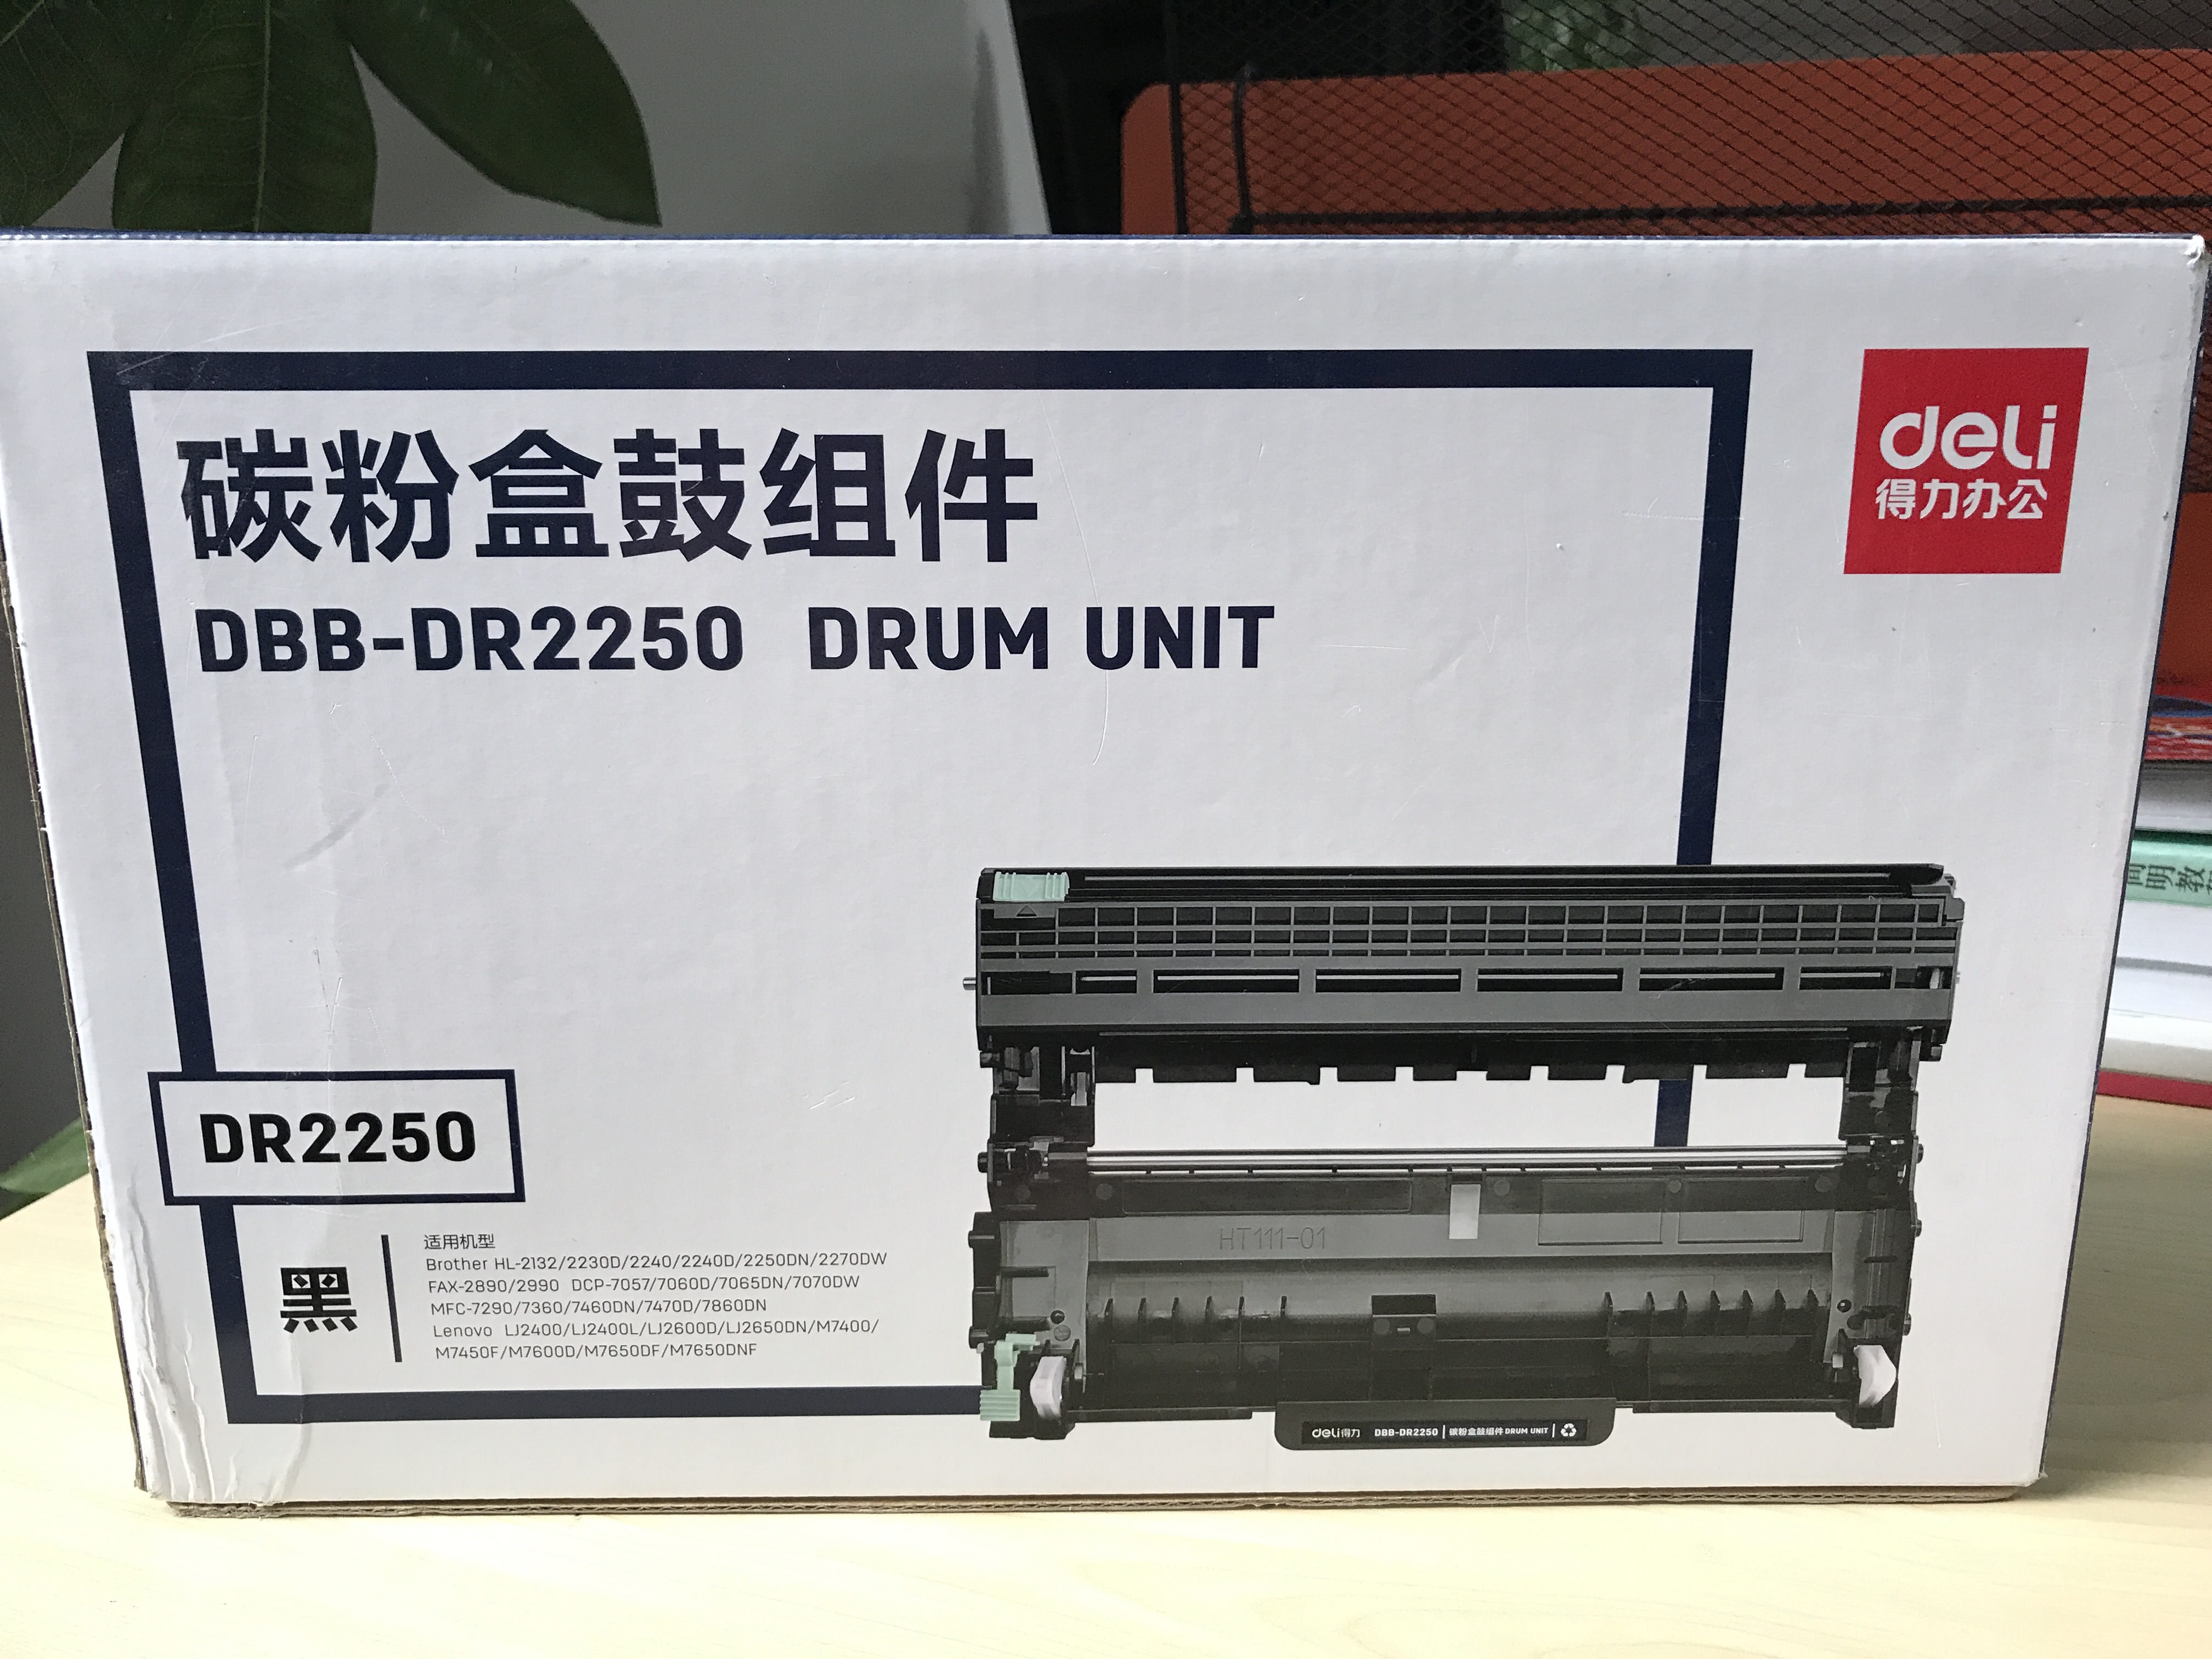 deli
得力办公
碳粉盒鼓组件
DBB-DR2250 DRUM UNIT
DR2250
黑
适用机型
Brother HL-2132/2230D/2240/2240D/2250DN/2270DW
FAX-2890/2990 DCP-7057/7060D/7065DN/7070DW
MFC-7290/7360/7460DN/7470D/7860DN
Lenovo LJ2400/LJ2400L/LJ2600D/LJ2650DN/M7400/
M7450F/M7600D/M7650DF/M7650DNF
HT111-01
deli得力 DBB-DR2250 | 碳粉盒鼓组件 DRUM UNIT |
明教